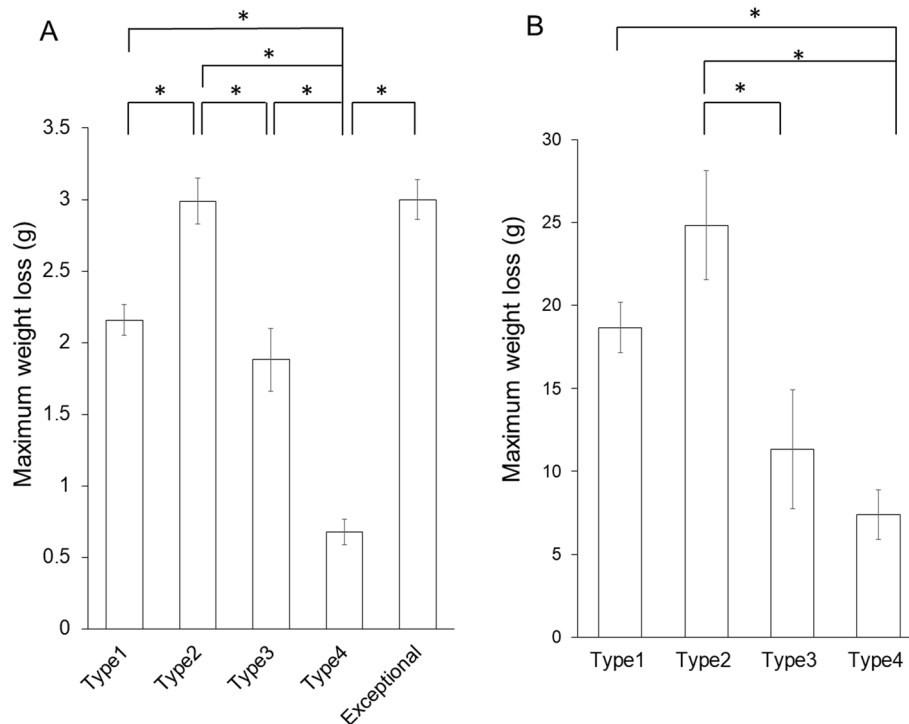 A
*
*
* * * *
Maximum weight loss (g)
3.5
3
2.5
2
1.5
1
0.5
0
Type1 Type2 Type3 Type4 Exceptional
B
*
*
*
Maximum weight loss (g)
30
25
20
15
10
5
0
Type1 Type2 Type3 Type4